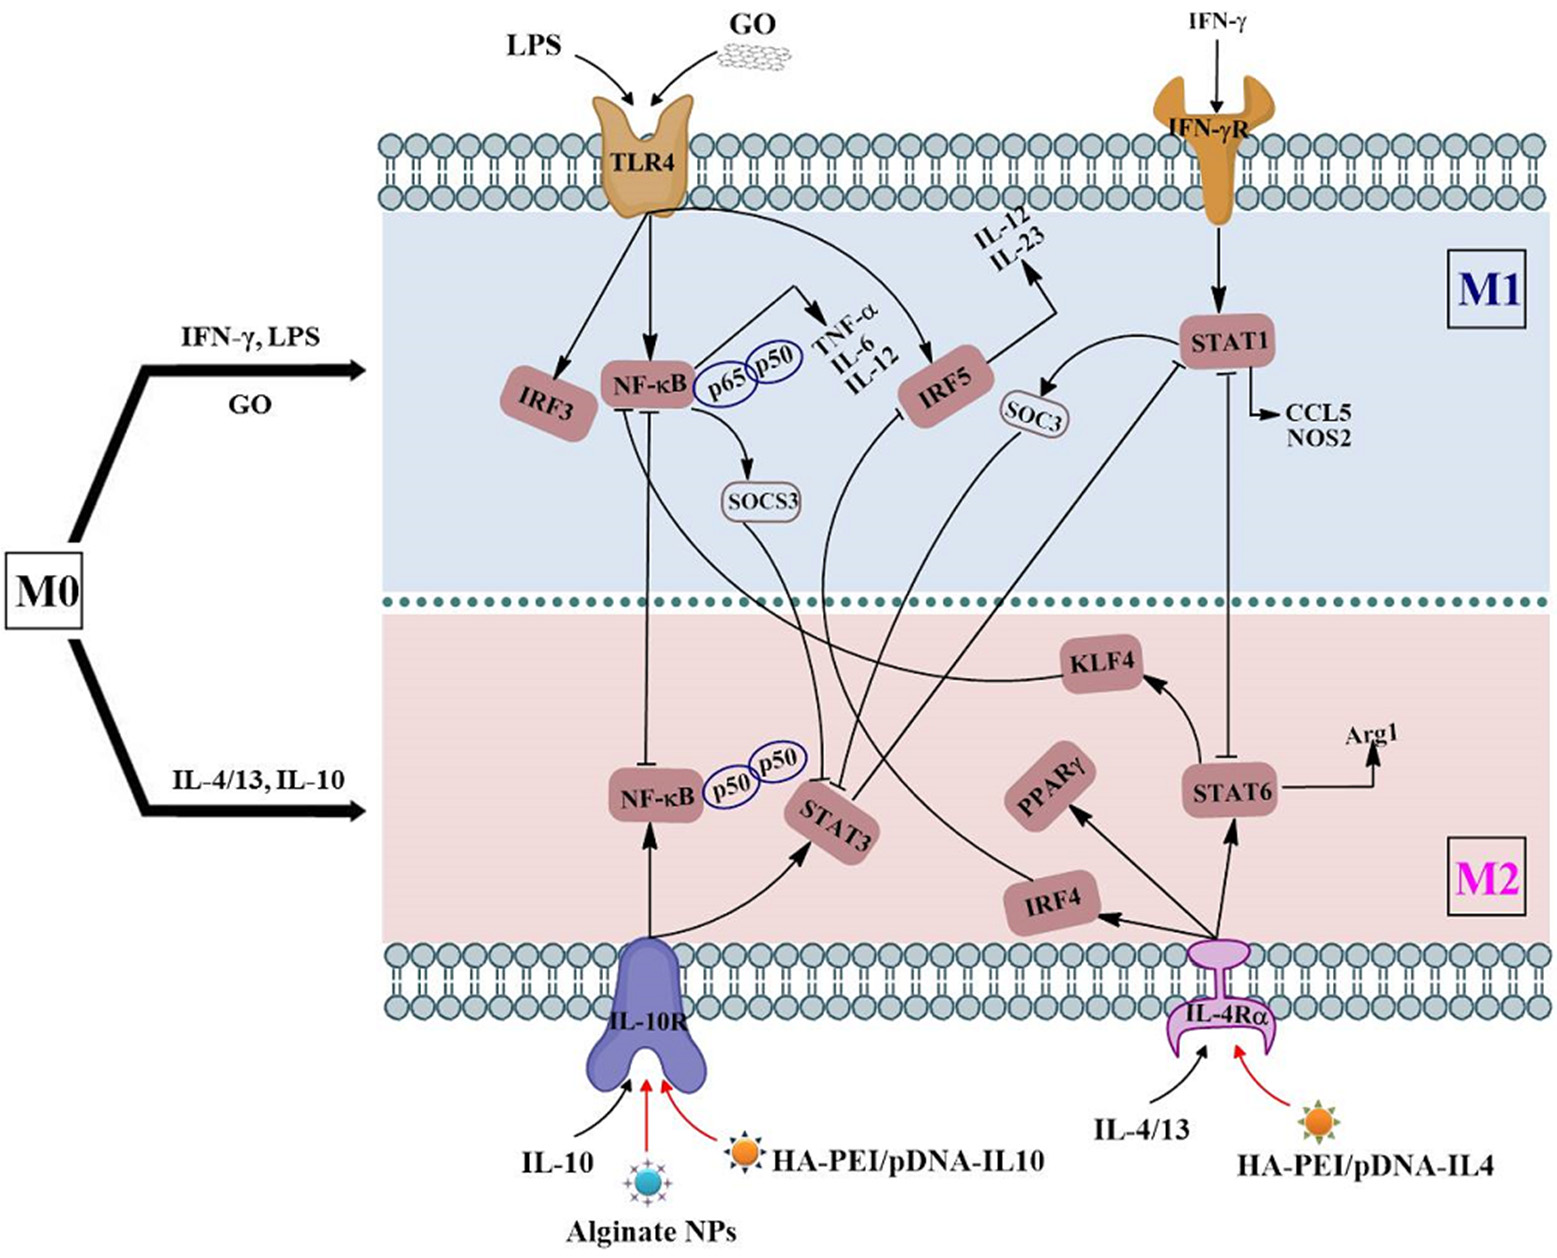 LPS
GO
IFN-γ
TLR4
IFN-γR
IL-12
IL-23
M1
IFN-γ, LPS
GO
TNF-α
IL-6
IL-12
STAT1
IRF3
NF-κB
p65
p50
IRF5
SOC3
CCL5
NOS2
SOCS3
M0
KLF4
Arg1
IL-4/13, IL-10
NF-κB
p50
p50
STAT3
PPARγ
STAT6
M2
IRF4
IL-10R
IL-4Rα
IL-10
HA-PEI/pDNA-IL10
IL-4/13
HA-PEI/pDNA-IL4
Alginate NPs